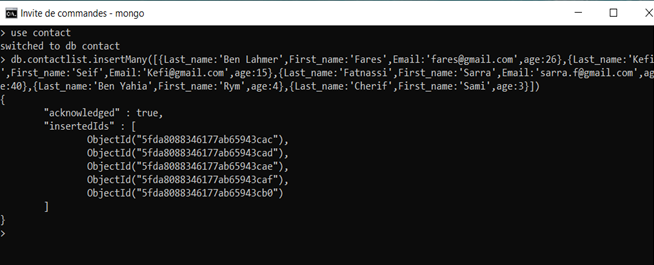 Invite de commandes - mongo
> use contact
switched to db contact
> db.contactlist.insertMany([{Last_name:'Ben Lahmer',First_name:'Fares',Email:'fares@gmail.com',age:26},{Last_name:'Kefi
',First_name:'Seif',Email:'Kefi@gmail.com',age:15},{Last_name:'Fatnassi',First_name:'Sarra',Email:'sarra.f@gmail.com',ag
e:40},{Last_name:'Ben Yahia',First_name:'Rym',age:4},{Last_name:'Cherif',First_name:'Sami',age:3}])
{
        "acknowledged" : true,
        "insertedIds" : [
                ObjectId("5fda8088346177ab65943cac"),
                ObjectId("5fda8088346177ab65943cad"),
                ObjectId("5fda8088346177ab65943cae"),
                ObjectId("5fda8088346177ab65943caf"),
                ObjectId("5fda8088346177ab65943cb0")
        ]
}
>